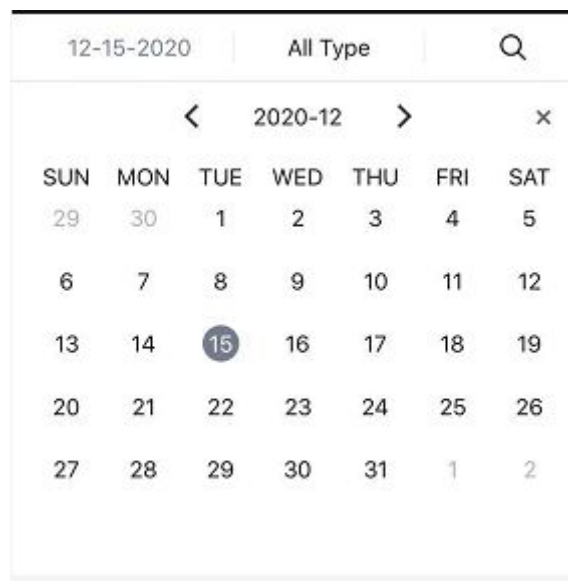 12-15-2020 All Type
2020-12 ×
SUN MON TUE WED THU FRI SAT
29 30 1 2 3 4 5
6 7 8 9 10 11 12
13 14 15 16 17 18 19
20 21 22 23 24 25 26
27 28 29 30 31 1 2